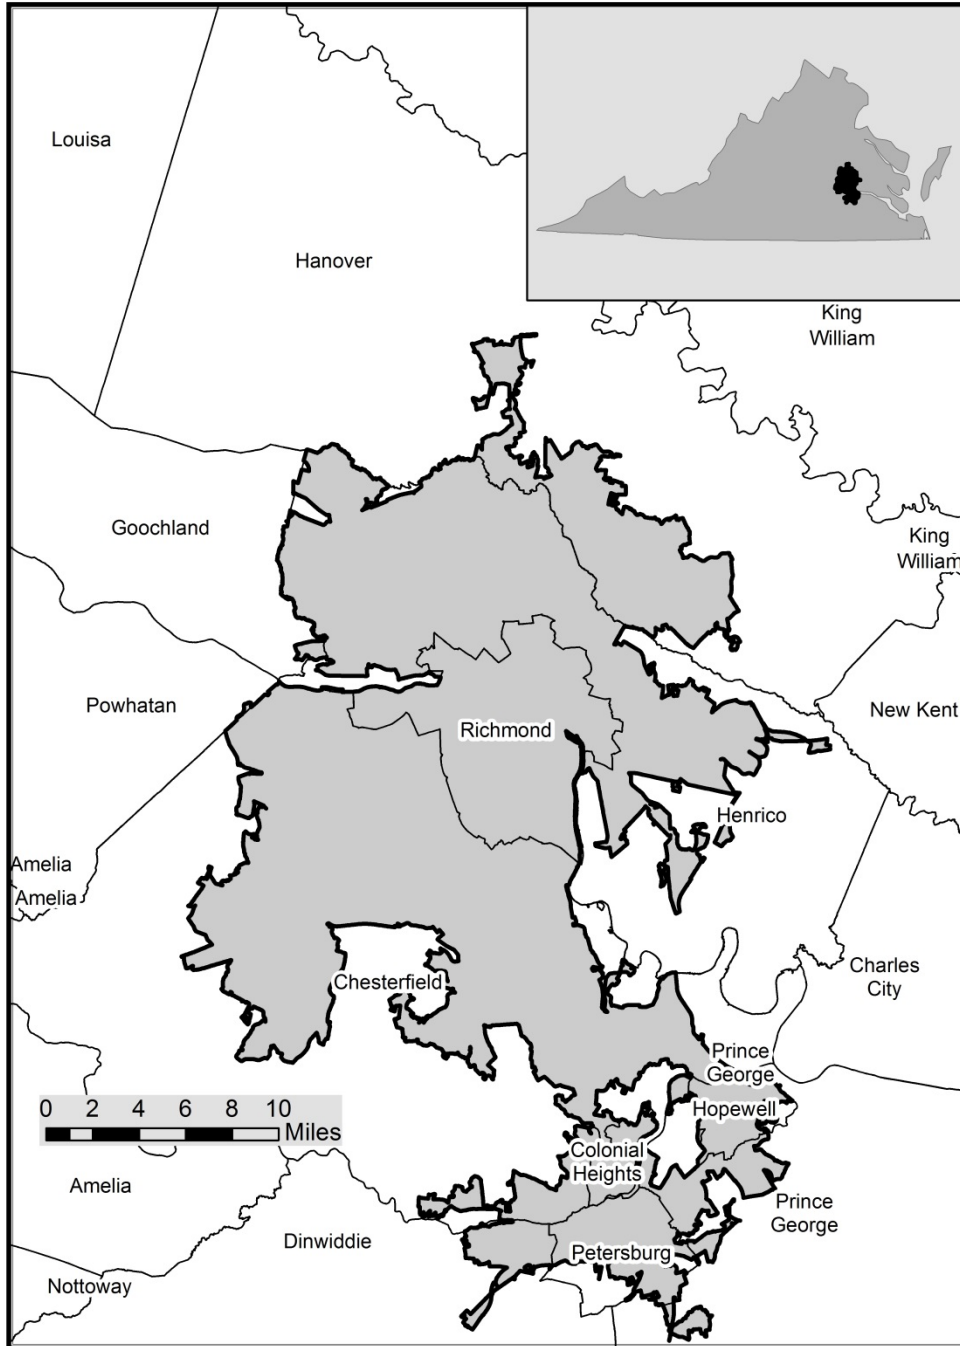 Louisa
Hanover
King
William
Goochland
King
William
Powhatan
New Kent
Richmond
Henrico
Amelia
Amelia
Chesterfield
Charles
City
Prince
George
0 2 4 6 8 10
Miles
Hopewell
Colonial
Heights
Amelia
Prince
George
Dinwiddie
Petersburg
Nottoway